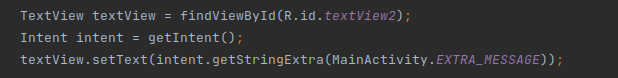 TextView textView = findViewById(R.id.textView2);
Intent intent = getIntent();
textView.setText(intent.getStringExtra(MainActivity.EXTRA_MESSAGE));